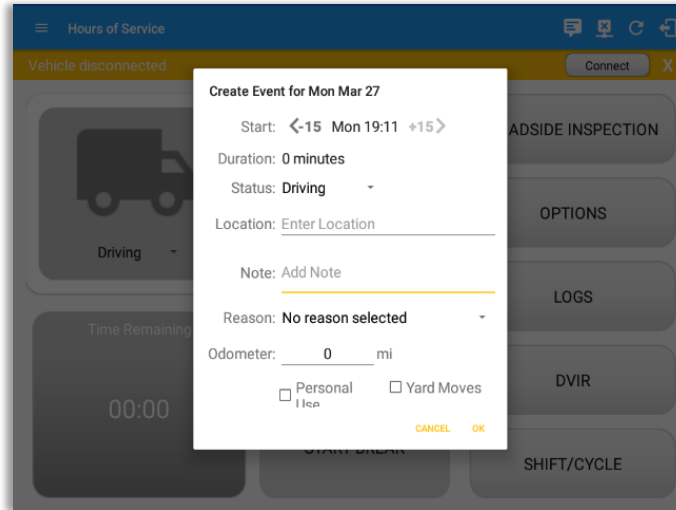 Hours of Service
Vehicle disconnected
Connect
X
Create Event for Mon Mar 27
Start: -15 Mon 19:11 +15
Duration: 0 minutes
Status: Driving
Location: Enter Location
Note: Add Note
Reason: No reason selected
Odometer: 0 mi
Personal Use
Yard Moves
CANCEL OK
Driving
Time Remaining
00:00
START BREAK
ADSIDE INSPECTION
OPTIONS
LOGS
DVIR
SHIFT/CYCLE